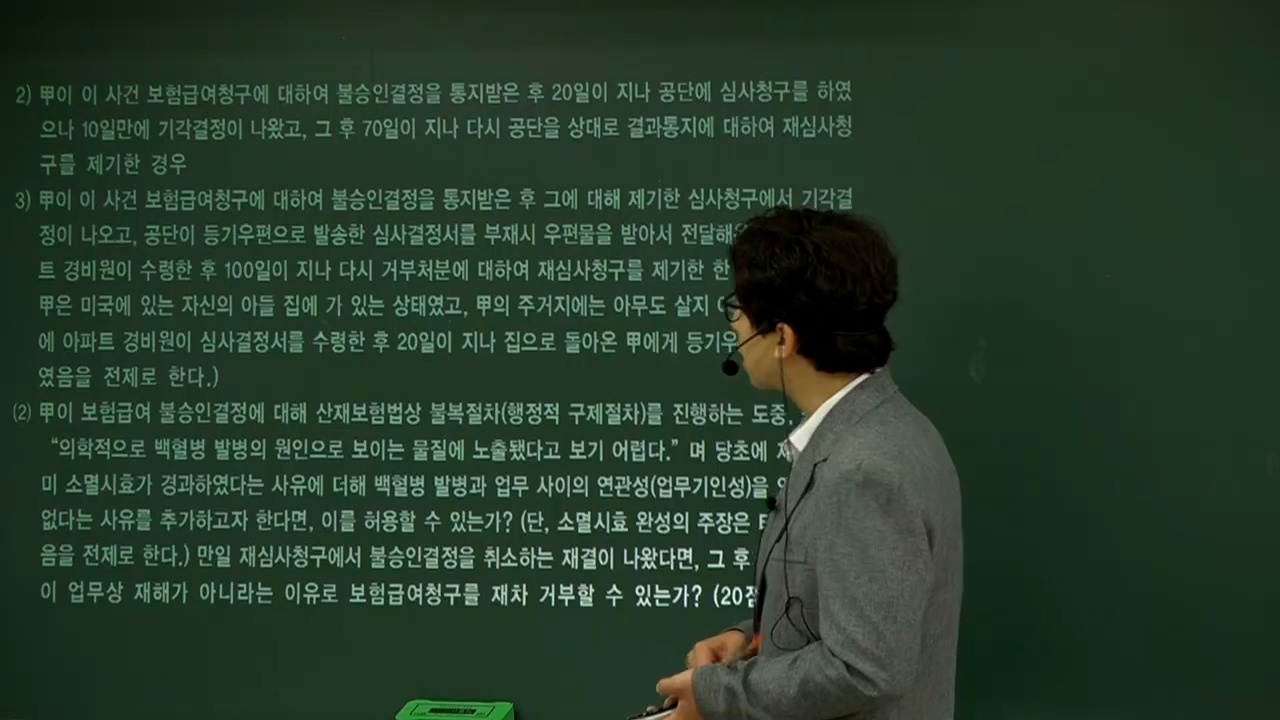 2) 甲이 이 사건 보험급여청구에 대하여 불승인결정을 통지받은 후 20일이 지나 공단에 심사청구를 하였
으나 10일만에 기각결정이 나왔고, 그 후 70일이 지나 다시 공단을 상대로 결과통지에 대하여 재심사청
구를 제기한 경우
3) 甲이 이 사건 보험급여청구에 대하여 불승인결정을 통지받은 후 그에 대해 제기한 심사청구에서 기각결
정이 나오고, 공단이 등기우편으로 발송한 심사결정서를 부재시 우편물을 받아서 전달해
트 경비원이 수령한 후 100일이 지나 다시 거부처분에 대하여 재심사청구를 제기한
甲은 미국에 있는 자신의 아들 집에 가 있는 상태였고, 甲의 주거지에는 아무도 살지
에 아파트 경비원이 심사결정서를 수령한 후 20일이 지나 집으로 돌아온 甲에게
였음을 전제로 한다.)
(2) 甲이 보험급여 불승인결정에 대해 산재보험법상 불복절차(행정적 구제절차)를 진행하는 도중,
“의학적으로 백혈병 발병의 원인으로 보이는 물질에 노출됐다고 보기 어렵다.” 며 당초에
미 소멸시효가 경과하였다는 사유에 더해 백혈병 발병과 업무 사이의 연관성(업무기인성)을
없다는 사유를 추가하고자 한다면, 이를 허용할 수 있는가? (단, 소멸시효 완성의 주장은
음을 전제로 한다.) 만일 재심사청구에서 불승인결정을 취소하는 재결이 나왔다면, 그 후
이 업무상 재해가 아니라는 이유로 보험급여청구를 재차 거부할 수 있는가? (20점